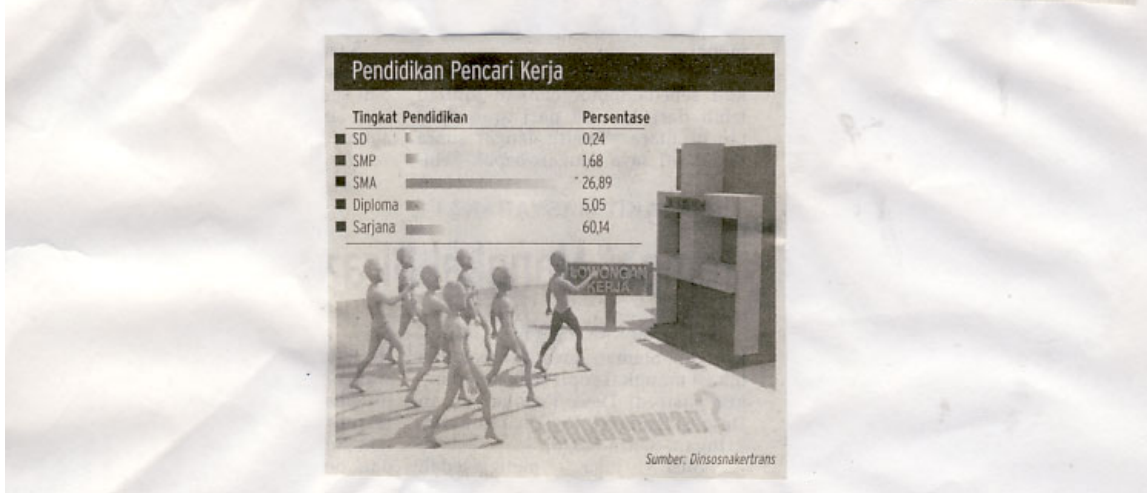 Pendidikan Pencari Kerja
Tingkat Pendidikan Persentase
SD 0,24
SMP 1,68
SMA 26,89
Diploma 5,05
Sarjana 60,14
LOWONGAN
KERJA
Pengangguran?
Sumber: Dinsosnakertrans